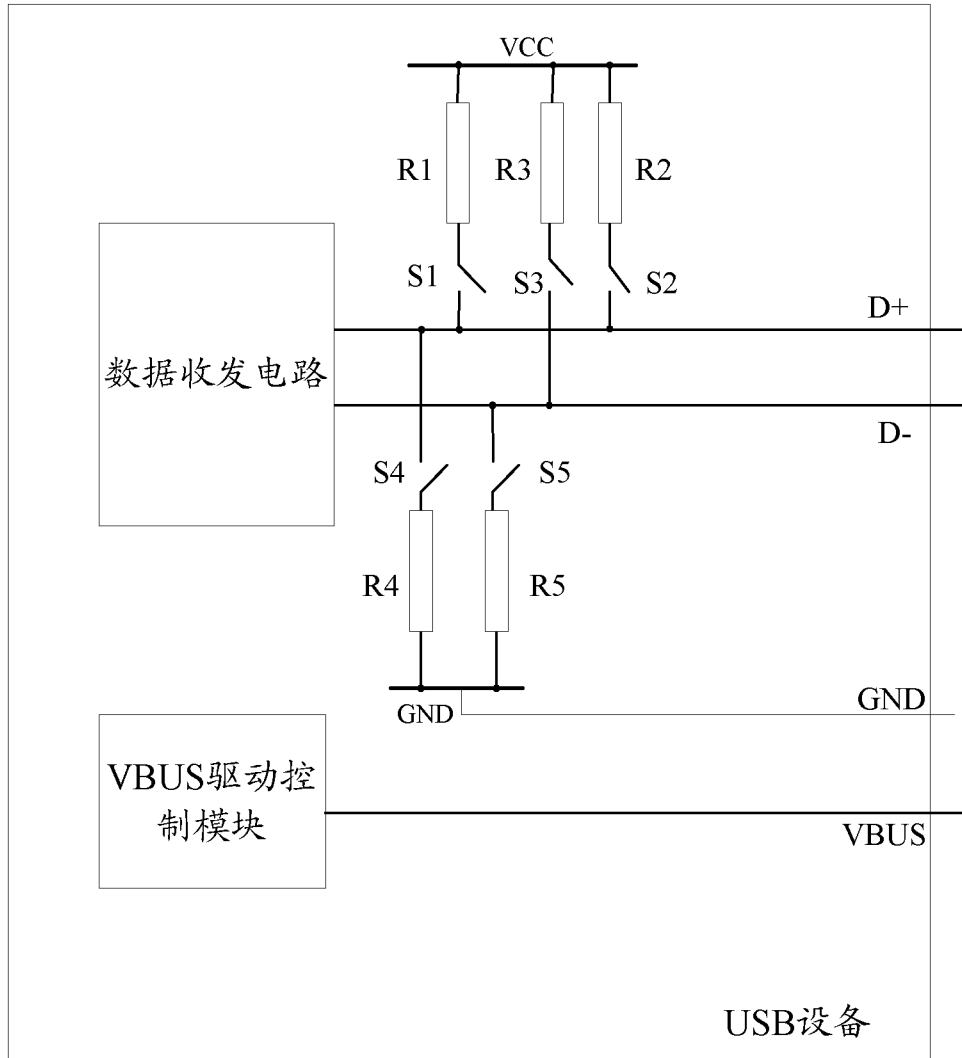 VCC
R1
R3
R2
S1
S3
S2
D+
数据收发电路
D-
S4
S5
R4
R5
GND
GND
VBUS驱动控
制模块
VBUS
USB设备